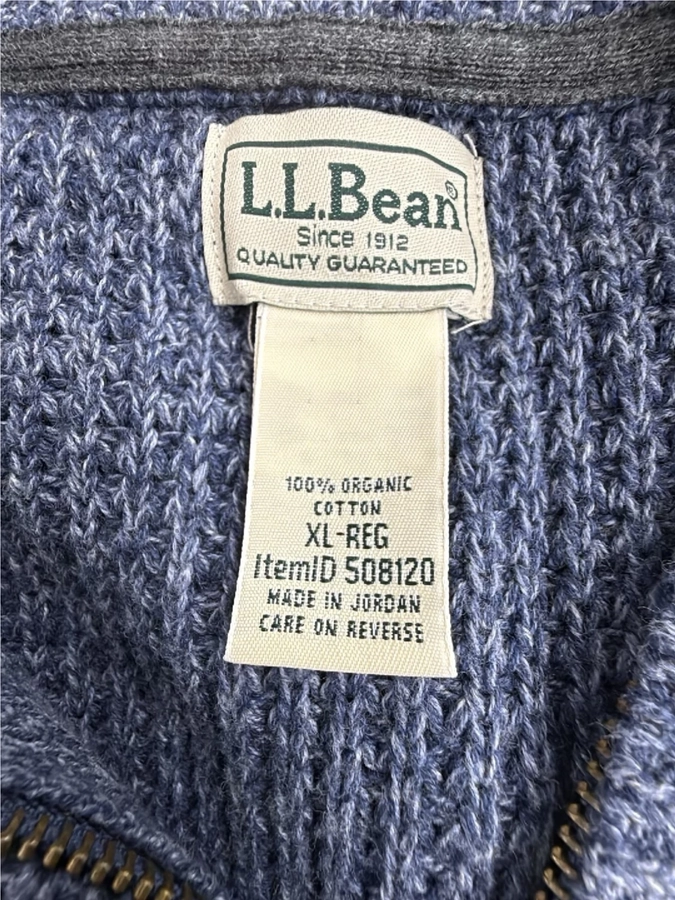 L.L.Bean®
Since 1912
QUALITY GUARANTEED
100% ORGANIC
COTTON
XL-REG
ItemID 508120
MADE IN JORDAN
CARE ON REVERSE